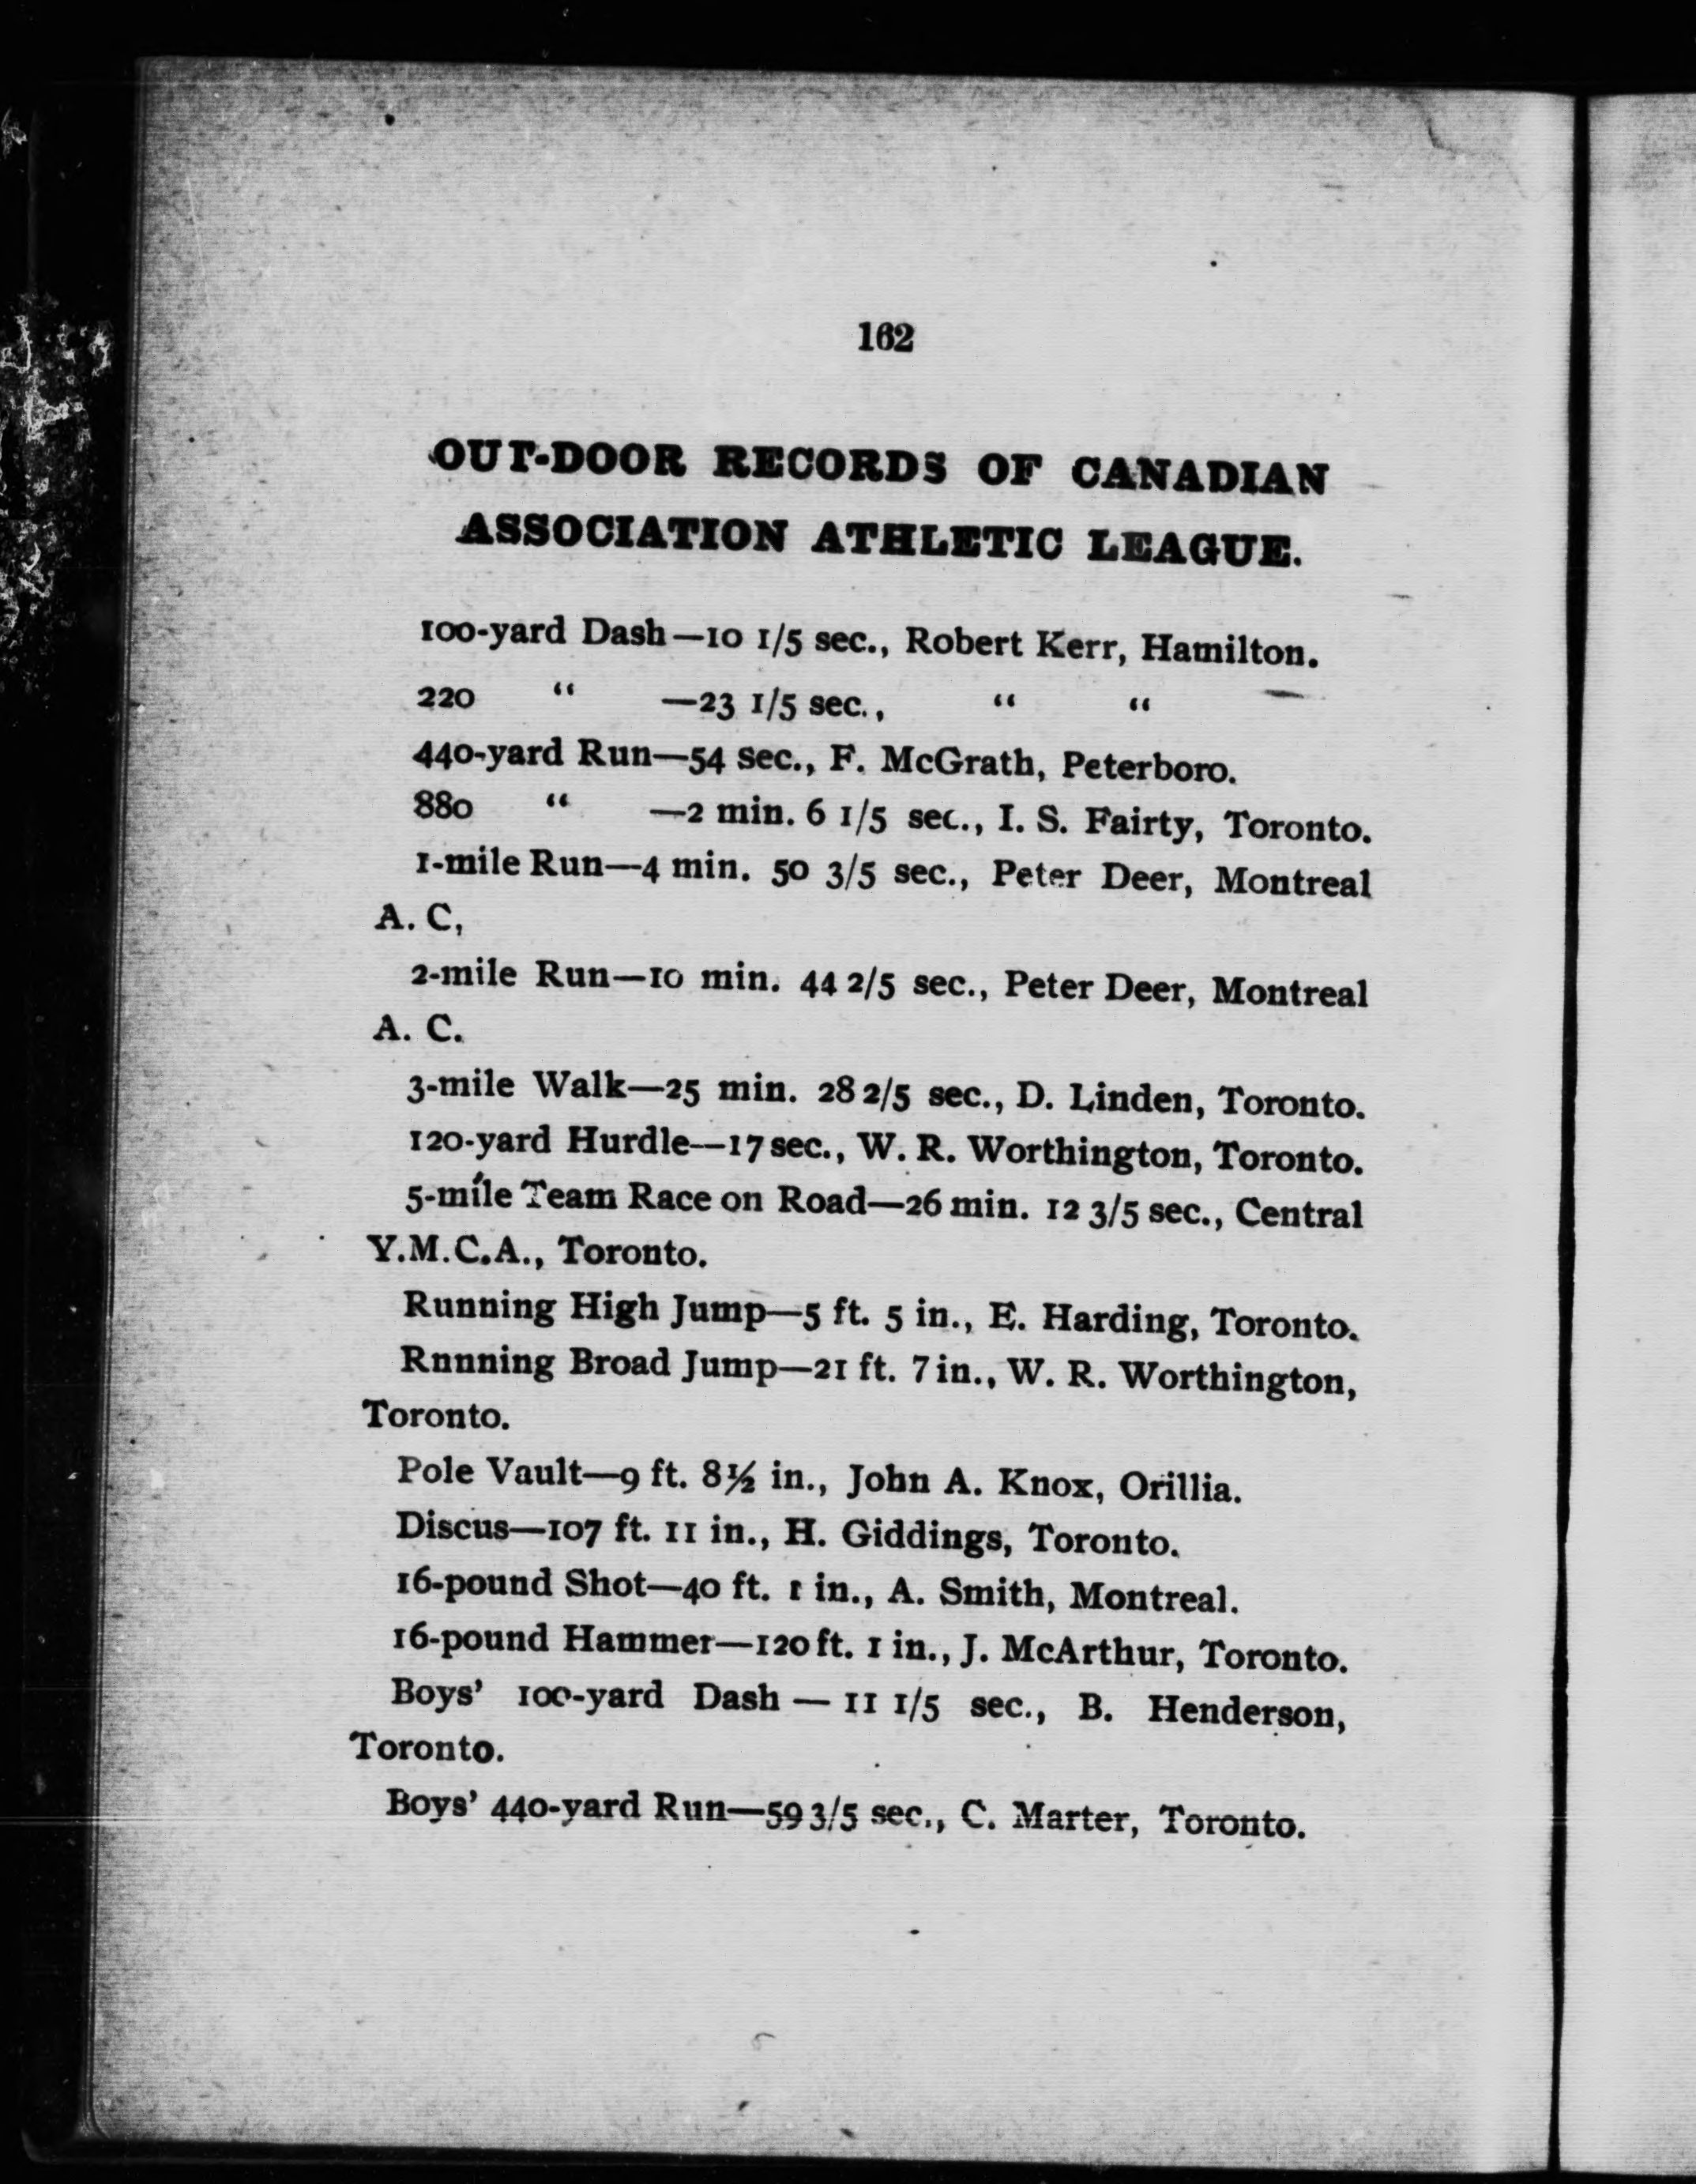 162
OUT-DOOR RECORDS OF CANADIAN
ASSOCIATION ATHLETIC LEAGUE.
100-yard Dash—10 1/5 sec., Robert Kerr, Hamilton.
220 “ —23 1/5 sec., “ “
440-yard Run—54 sec., F. McGrath, Peterboro.
880 “ —2 min. 6 1/5 sec., I. S. Fairty, Toronto.
1-mile Run—4 min. 50 3/5 sec., Peter Deer, Montreal
A. C,
2-mile Run—10 min. 44 2/5 sec., Peter Deer, Montreal
A. C.
3-mile Walk—25 min. 28 2/5 sec., D. Linden, Toronto.
120-yard Hurdle—17 sec., W. R. Worthington, Toronto.
5-mile Team Race on Road—26 min. 12 3/5 sec., Central
Y.M.C.A., Toronto.
Running High Jump—5 ft. 5 in., E. Harding, Toronto.
Rnnning Broad Jump—21 ft. 7 in., W. R. Worthington,
Toronto.
Pole Vault—9 ft. 8½ in., John A. Knox, Orillia.
Discus—107 ft. 11 in., H. Giddings, Toronto.
16-pound Shot—40 ft. 1 in., A. Smith, Montreal.
16-pound Hammer—120 ft. 1 in., J. McArthur, Toronto.
Boys’ 100-yard Dash — 11 1/5 sec., B. Henderson,
Toronto.
Boys’ 440-yard Run—59 3/5 sec., C. Marter, Toronto.